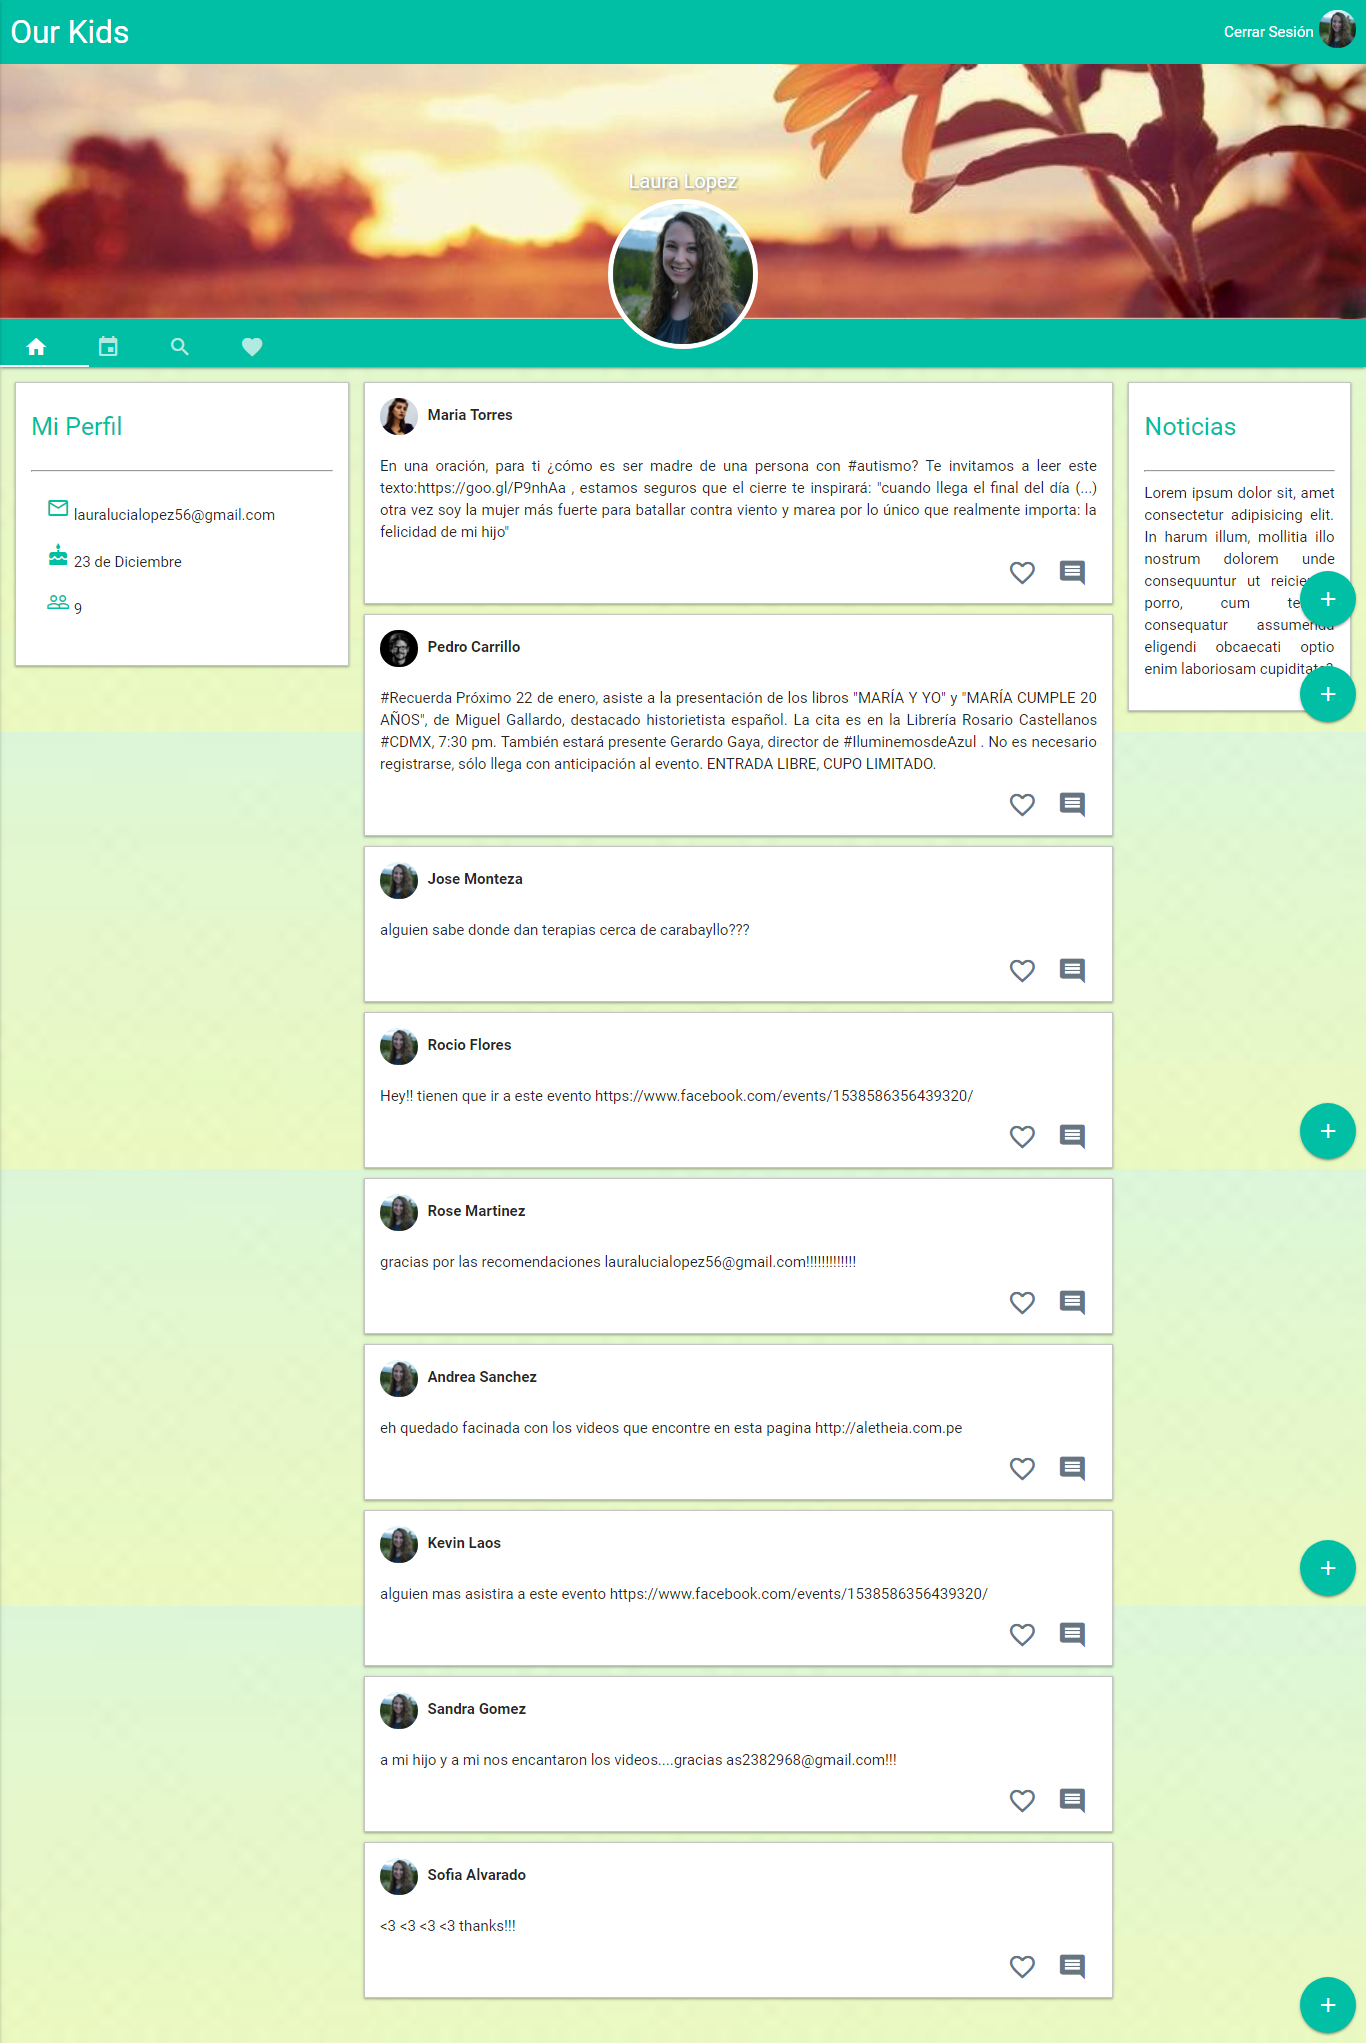 Our Kids
Cerrar Sesión
Laura Lopez
Mi Perfil
lauralucialopez56@gmail.com
23 de Diciembre
9
Maria Torres
En una oración, para ti ¿cómo es ser madre de una persona con #autismo? Te invitamos a leer este
texto:https://goo.gl/P9nhAa , estamos seguros que el cierre te inspirará: "cuando llega el final del día (...)
otra vez soy la mujer más fuerte para batallar contra viento y marea por lo único que realmente importa: la
felicidad de mi hijo"
Pedro Carrillo
#Recuerda Próximo 22 de enero, asiste a la presentación de los libros "MARÍA Y YO" y "MARÍA CUMPLE 20
AÑOS", de Miguel Gallardo, destacado historietista español. La cita es en la Librería Rosario Castellanos
#CDMX, 7:30 pm. También estará presente Gerardo Gaya, director de #IluminemosdeAzul . No es necesario
registrarse, sólo llega con anticipación al evento. ENTRADA LIBRE, CUPO LIMITADO.
Jose Monteza
alguien sabe donde dan terapias cerca de carabayllo???
Rocio Flores
Hey!! tienen que ir a este evento https://www.facebook.com/events/1538586356439320/
Rose Martinez
gracias por las recomendaciones lauralucialopez56@gmail.com!!!!!!!!!!!!!
Andrea Sanchez
eh quedado facinada con los videos que encontre en esta pagina http://aletheia.com.pe
Kevin Laos
alguien mas asistira a este evento https://www.facebook.com/events/1538586356439320/
Sandra Gomez
a mi hijo y a mi nos encantaron los videos....gracias as2382968@gmail.com!!!
Sofia Alvarado
<3 <3 <3 <3 thanks!!!
Noticias
Lorem ipsum dolor sit, amet
consectetur adipisicing elit.
In harum illum, mollitia illo
nostrum dolorem unde
consequuntur ut
porro, cum
consequatur assumenda
eligendi obcaecati optio
enim laboriosam cupiditate?